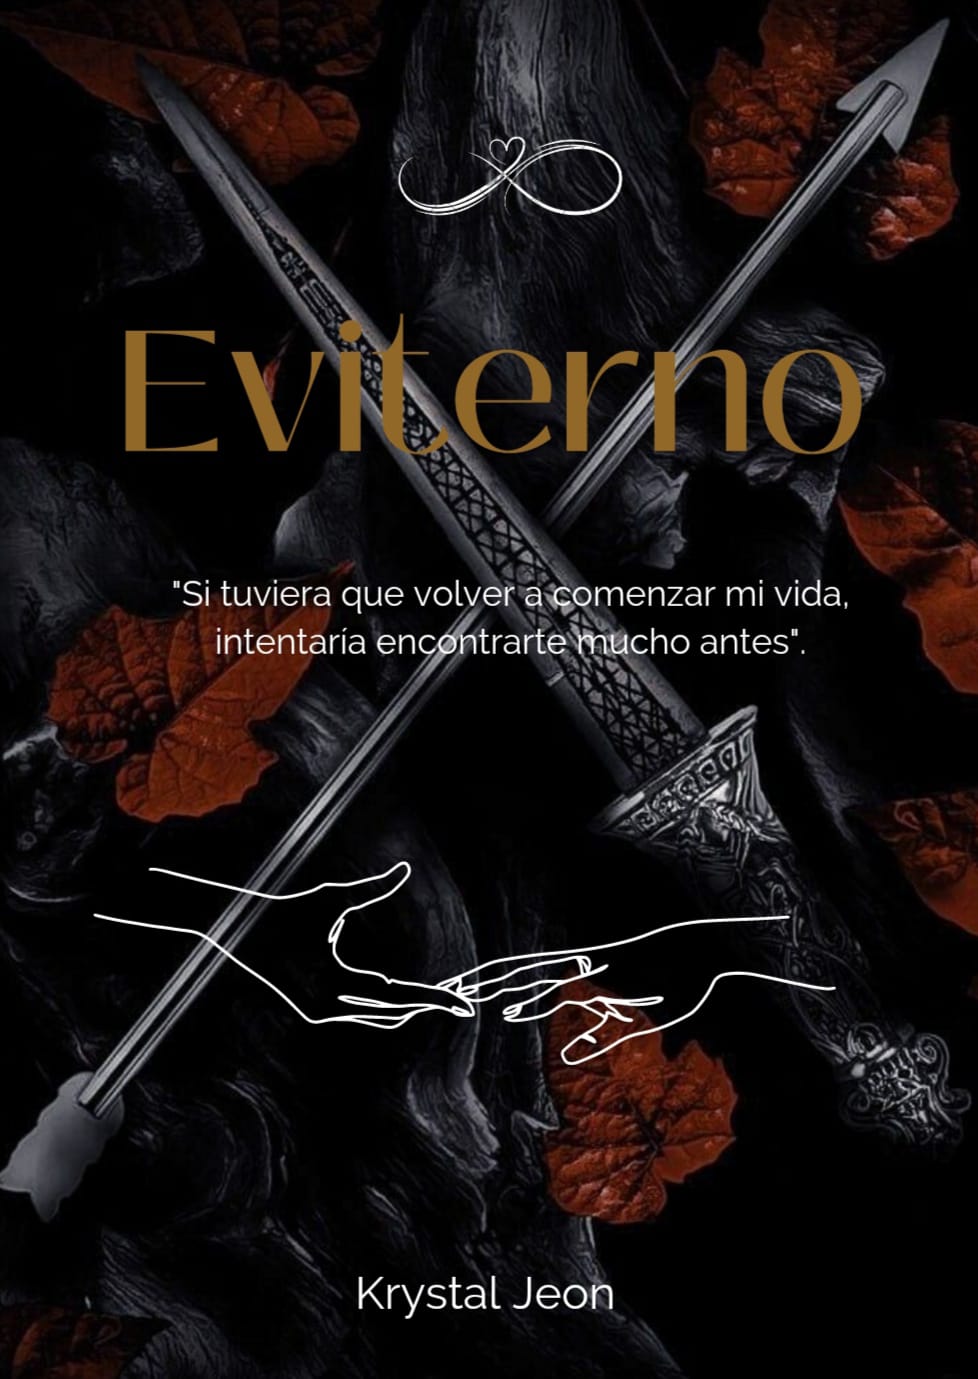 Eviterno
"Si tuviera que volver a comenzar mi vida,
intentaría encontrarte mucho antes".
Krystal Jeon